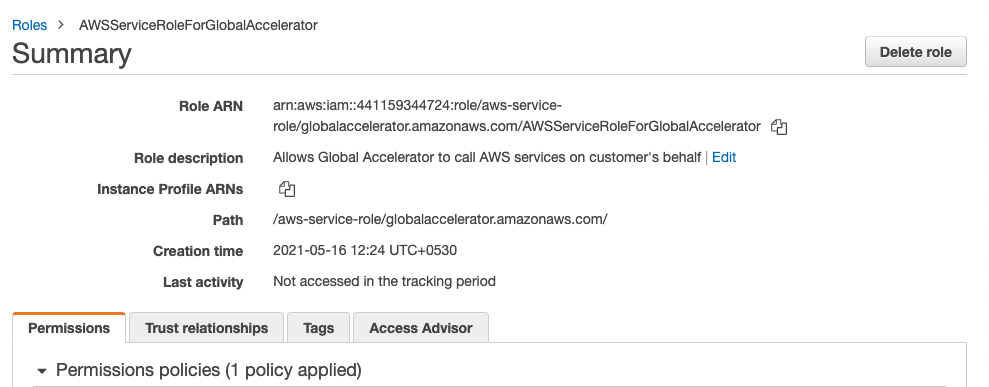 Roles > AWSServiceRoleForGlobalAccelerator
Summary
Delete role
Role ARN arn:aws:iam::441159344724:role/aws-service-
role/globalaccelerator.amazonaws.com/AWSServiceRoleForGlobalAccelerator
Role description Allows Global Accelerator to call AWS services on customer's behalf | Edit
Instance Profile ARNs
Path /aws-service-role/globalaccelerator.amazonaws.com/
Creation time 2021-05-16 12:24 UTC+0530
Last activity Not accessed in the tracking period
Permissions Trust relationships Tags Access Advisor
Permissions policies (1 policy applied)